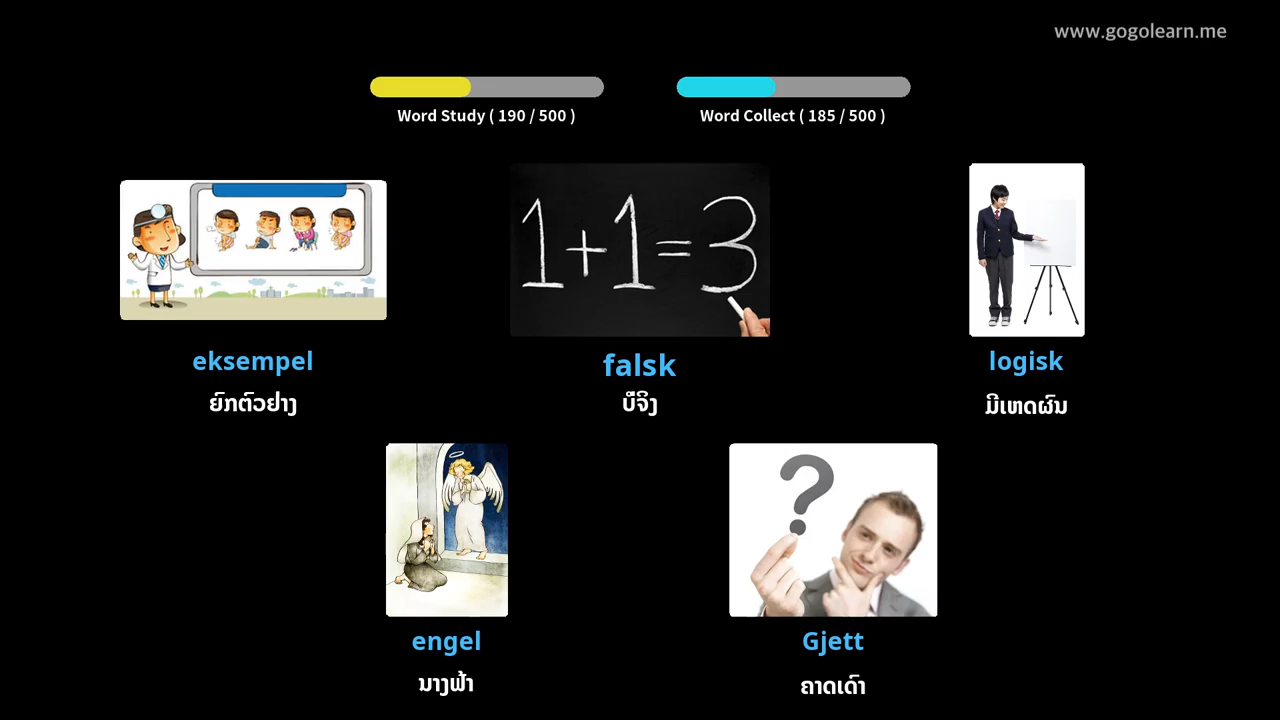 www.gogolearn.me
Word Study ( 190 / 500 )
Word Collect ( 185 / 500 )
1+1=3
eksempel
falsk
logisk
ຍົກຕົວຢ່າງ
ບໍ່ຈິງ
ມີເຫດຜົນ
?
engel
Gjett
ນາງຟ້າ
ຄາດເດົາ